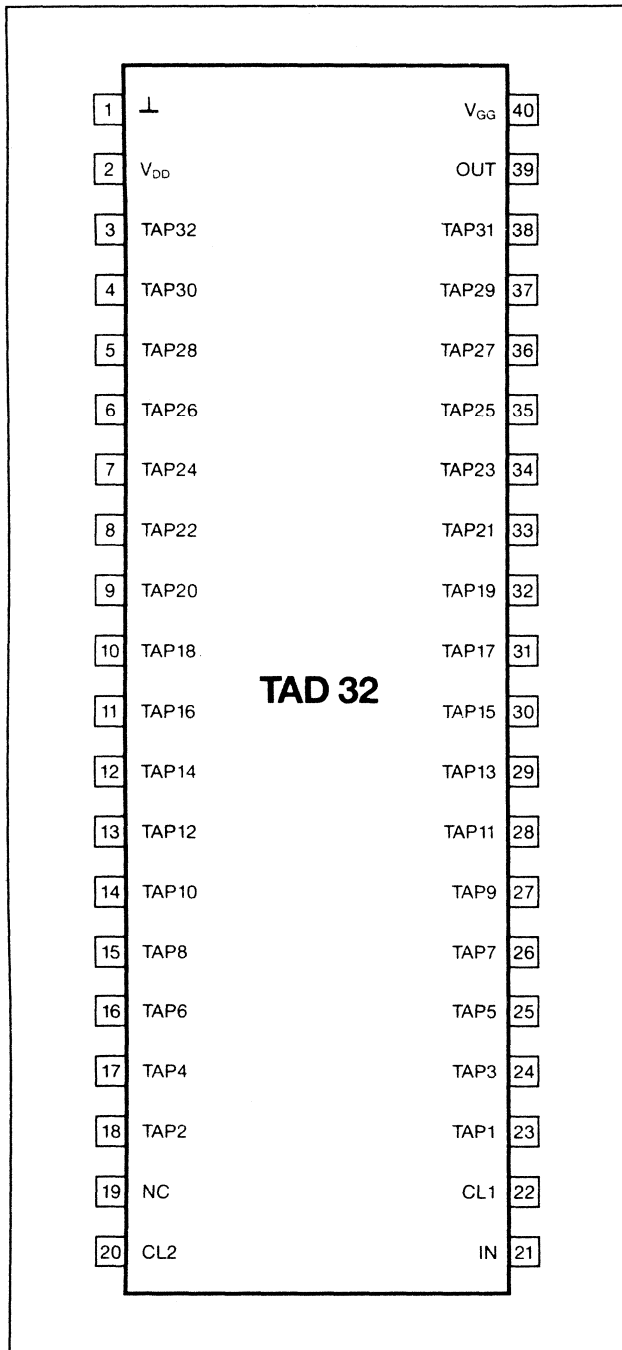 1 ⊥ V_GG 40
2 V_DD OUT 39
3 TAP32 TAP31 38
4 TAP30 TAP29 37
5 TAP28 TAP27 36
6 TAP26 TAP25 35
7 TAP24 TAP23 34
8 TAP22 TAP21 33
9 TAP20 TAP19 32
10 TAP18 TAP17 31
TAD 32
11 TAP16 TAP15 30
12 TAP14 TAP13 29
13 TAP12 TAP11 28
14 TAP10 TAP9 27
15 TAP8 TAP7 26
16 TAP6 TAP5 25
17 TAP4 TAP3 24
18 TAP2 TAP1 23
19 NC CL1 22
20 CL2 IN 21